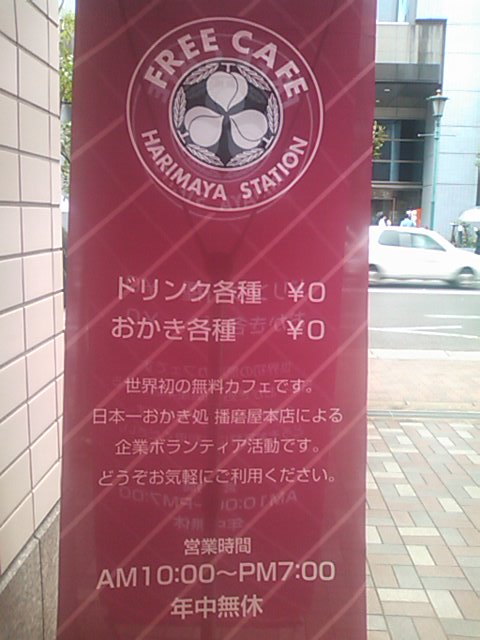 FREE CAFE
HARIMAYA STATION
ドリンク各種 ¥0
おかき各種 ¥0
世界初の無料カフェです。
日本一おかき処 播磨屋本店による
企業ボランティア活動です。
どうぞお気軽にご利用ください。
営業時間
AM10:00〜PM7:00
年中無休